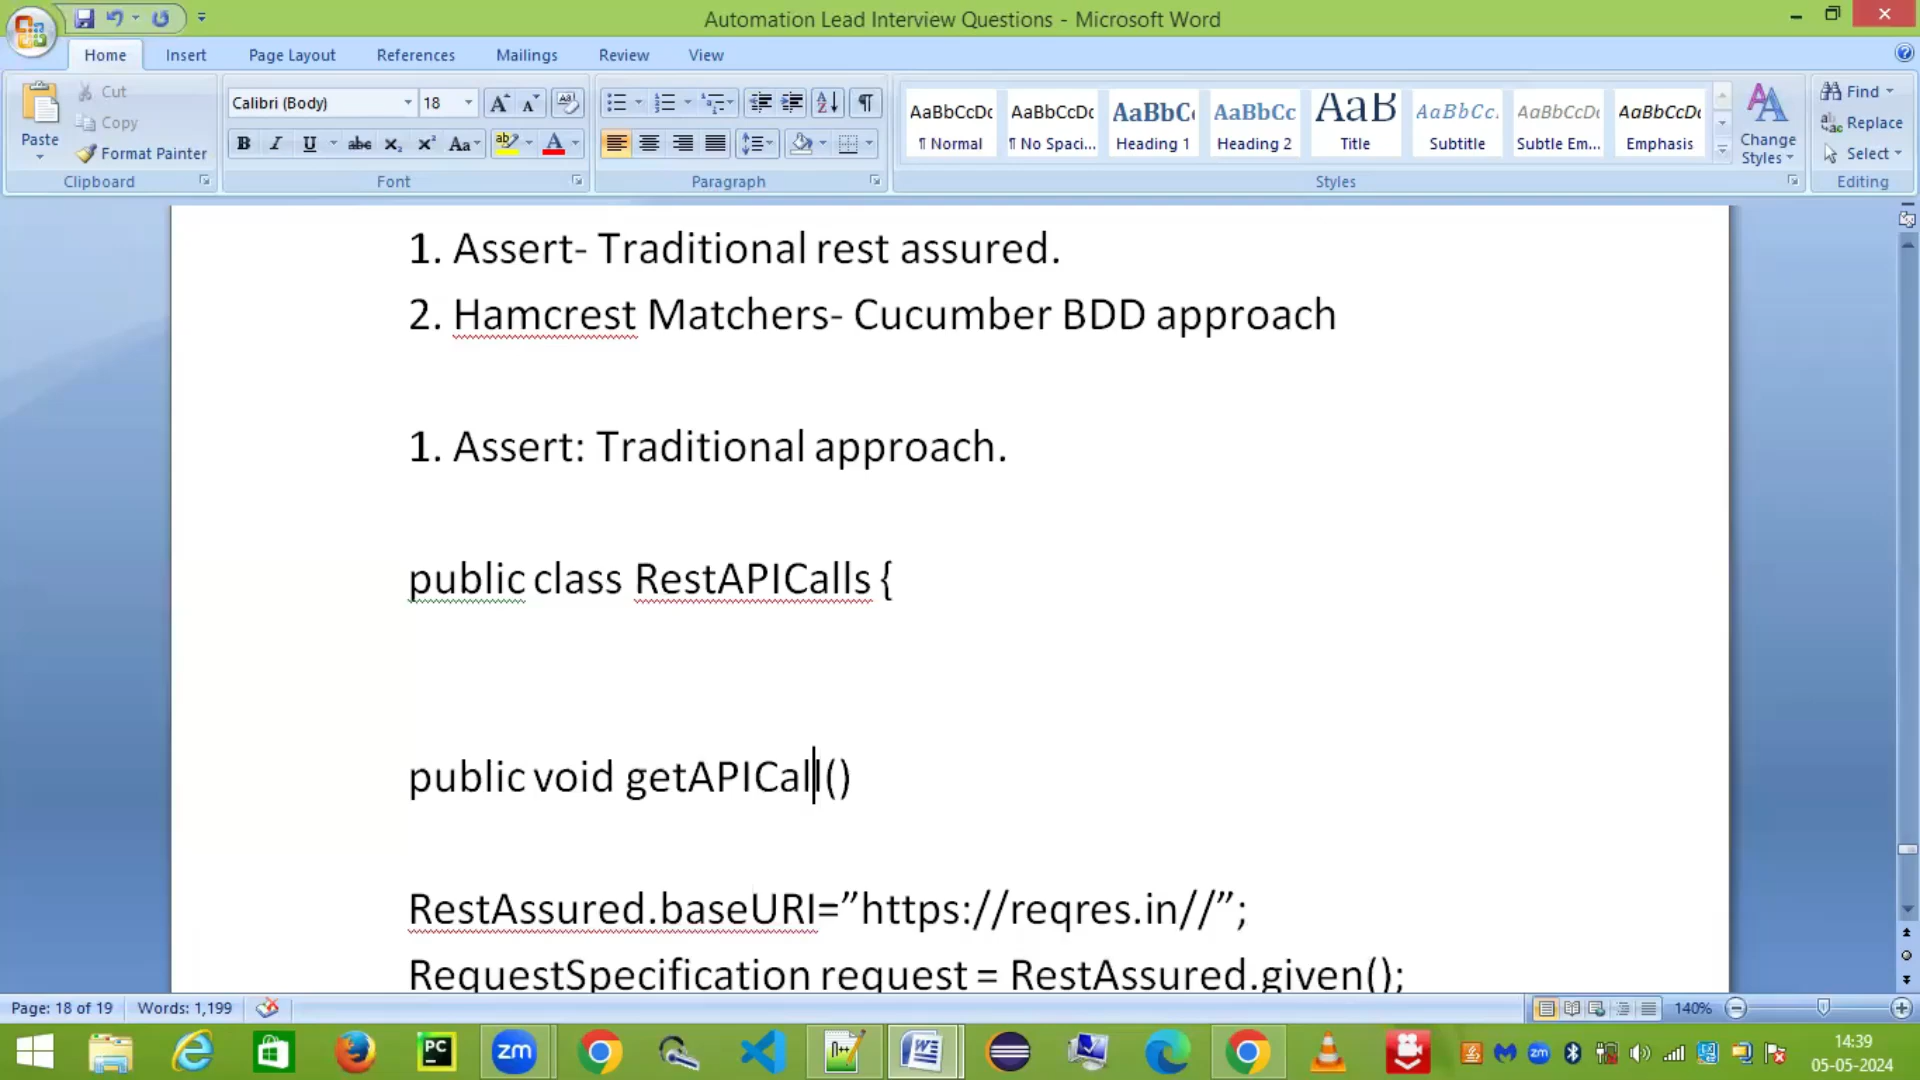 Automation Lead Interview Questions - Microsoft Word
Home Insert Page Layout References Mailings Review View
Paste
Cut
Copy
Format Painter
Clipboard
Calibri (Body) 18
Font
Paragraph
AaBbCcDc AaBbCcDc AaBbC AaBbCc AaB AaBbCc. AaBbCcDc AaBbCcDc
¶ Normal ¶ No Spaci... Heading 1 Heading 2 Title Subtitle Subtle Em... Emphasis
Change Styles
Styles
Find
Replace
Select
Editing
1. Assert- Traditional rest assured.
2. Hamcrest Matchers- Cucumber BDD approach
1. Assert: Traditional approach.
public class RestAPICalls {
public void getAPICall()
RestAssured.baseURI=”https://reqres.in//”;
RequestSpecification request = RestAssured.given();
Page: 18 of 19 Words: 1,199 140%
PC zm n++ zm
14:39
05-05-2024